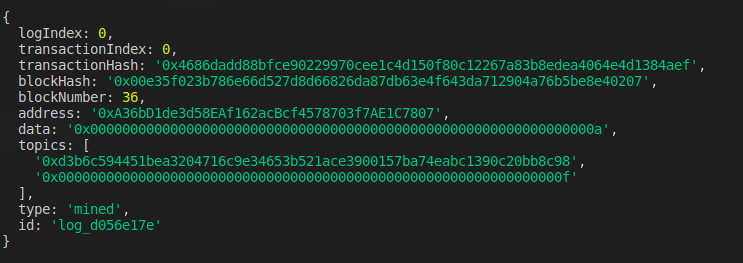 {
  logIndex: 0,
  transactionIndex: 0,
  transactionHash: '0x4686dadd88bfce90229970cee1c4d150f80c12267a83b8edea4064e4d1384aef',
  blockHash: '0x00e35f023b786e66d527d8d66826da87db63e4f643da712904a76b5be8e40207',
  blockNumber: 36,
  address: '0xA36bD1de3d58EAf162acBcf4578703f7AE1C7807',
  data: '0x000000000000000000000000000000000000000000000000000000000000000a',
  topics: [
    '0xd3b6c594451bea3204716c9e34653b521ace3900157ba74eabc1390c20bb8c98',
    '0x000000000000000000000000000000000000000000000000000000000000000f'
  ],
  type: 'mined',
  id: 'log_d056e17e'
}